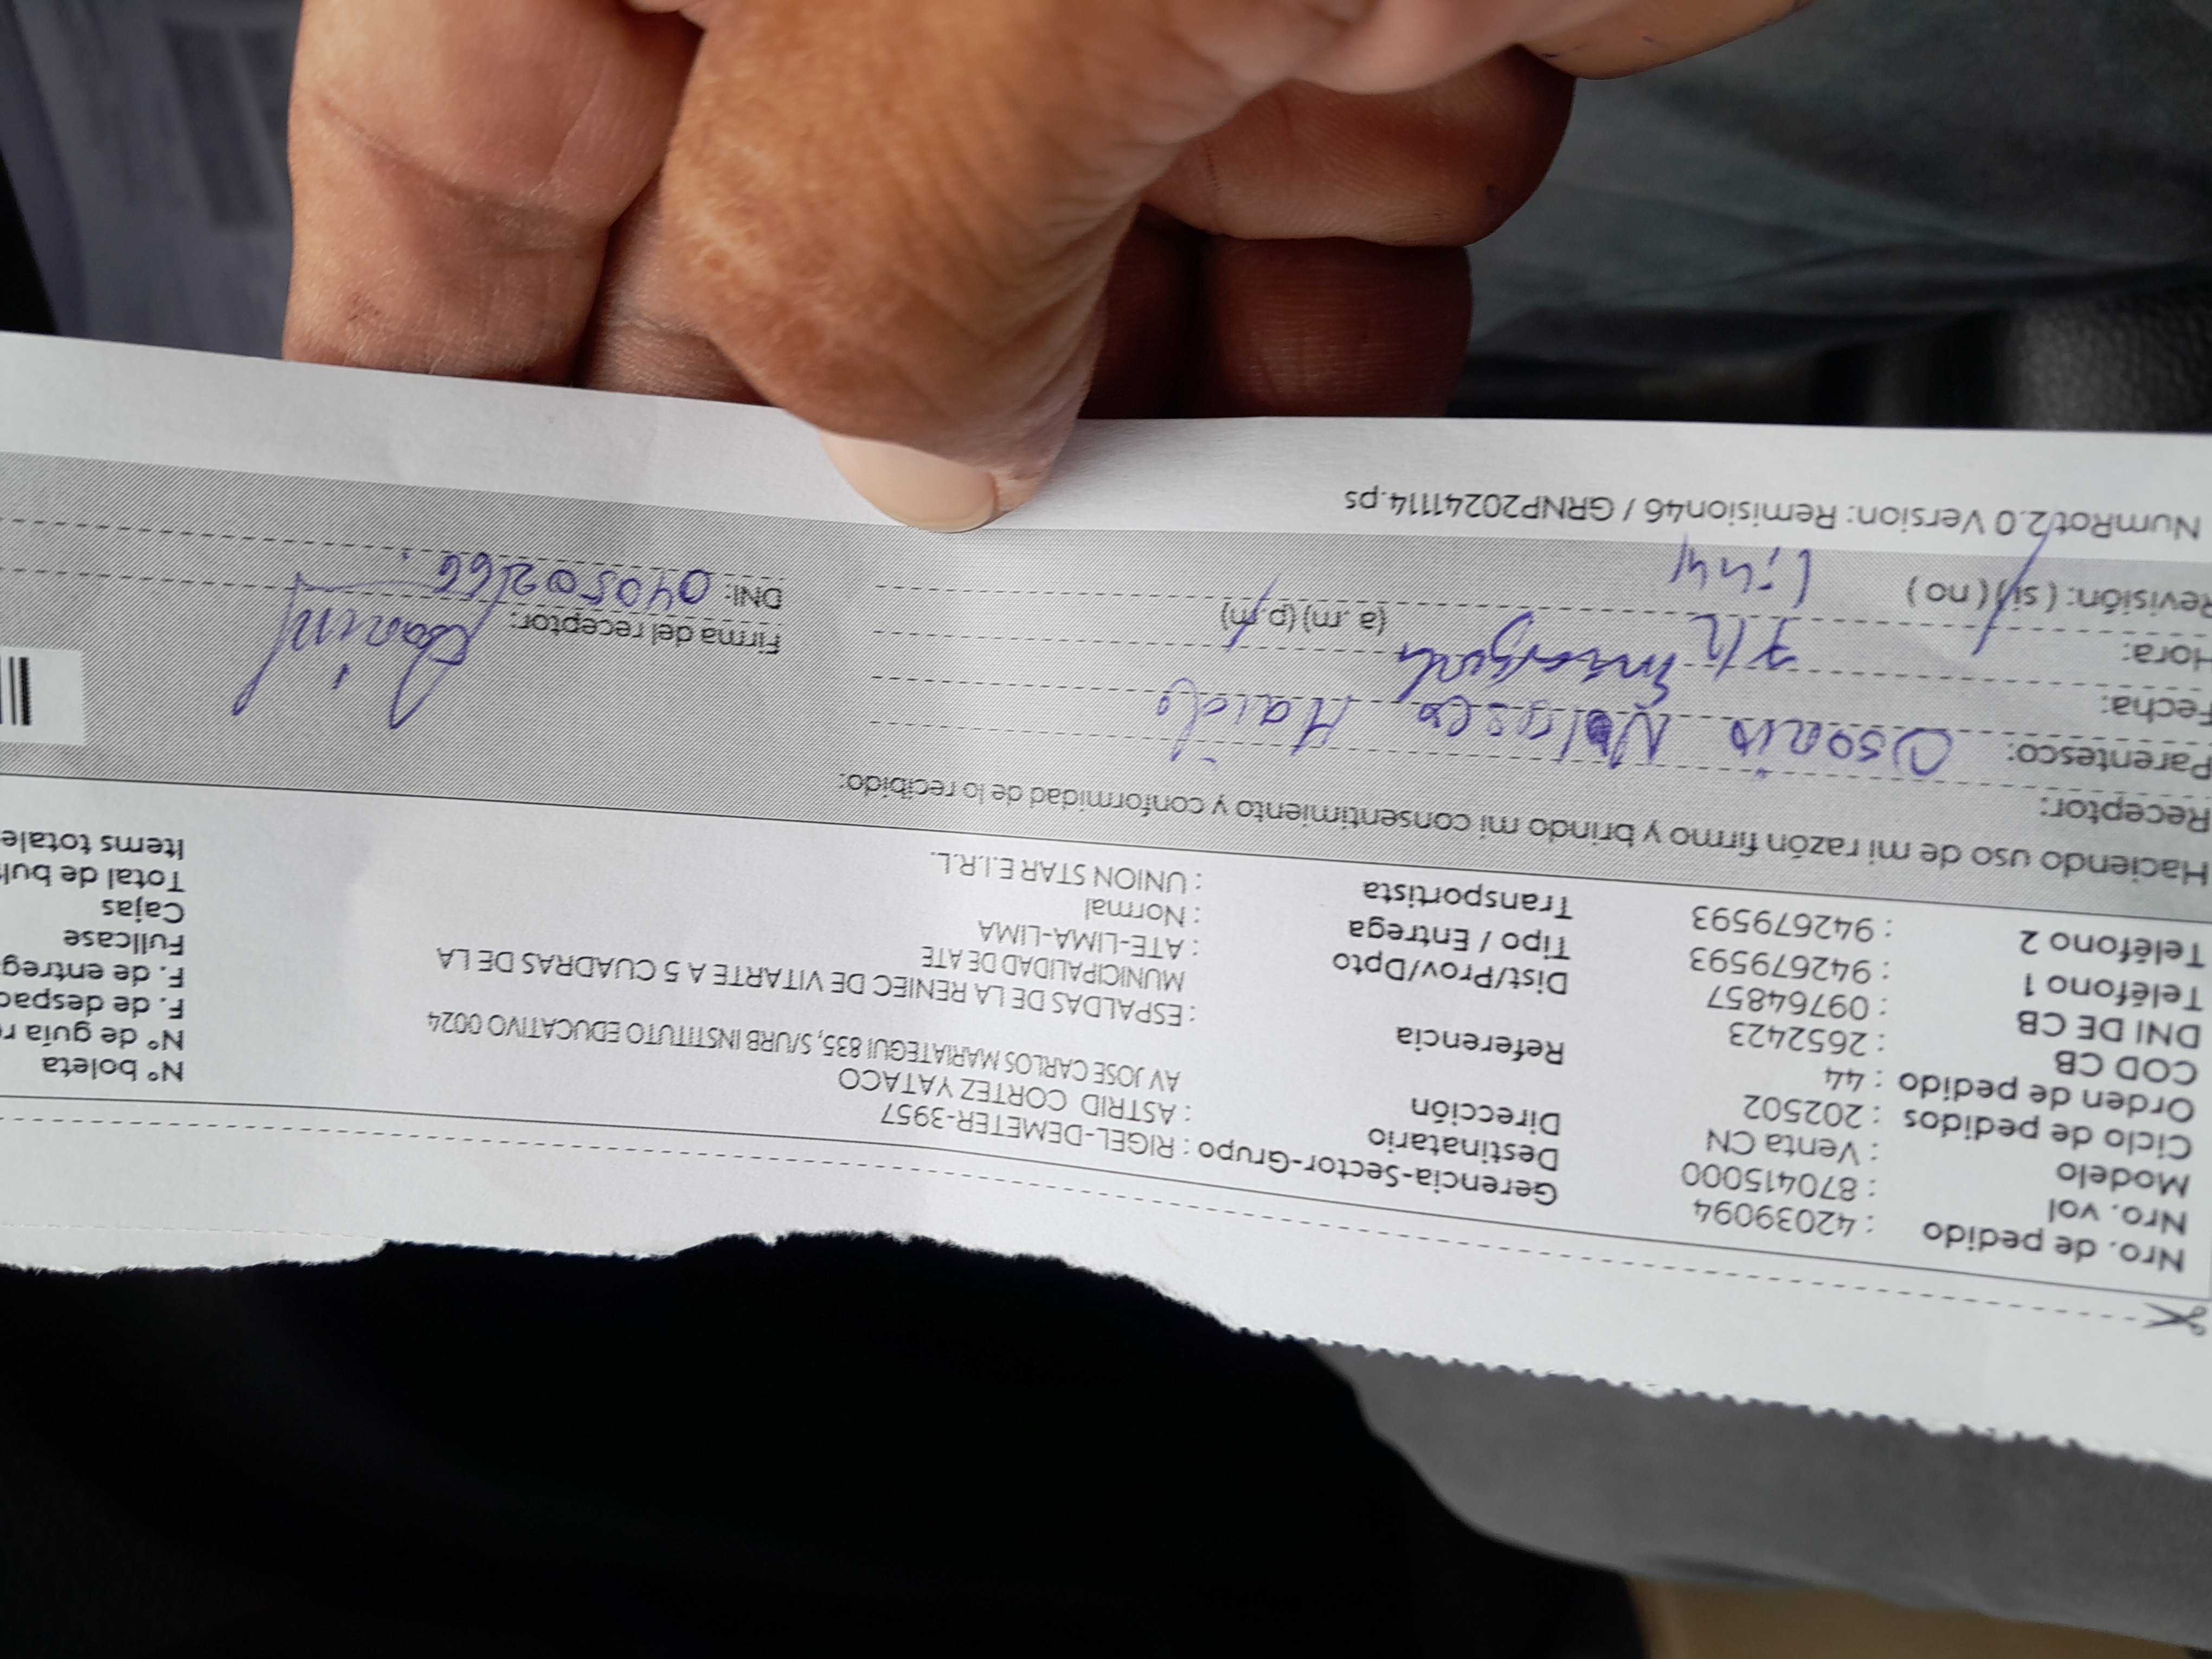 Nro. de pedido : 42039094
Nro. vol : 870415000
Modelo : Venta CN
Ciclo de pedidos : 202502
Orden de pedido : 44
COD CB : 2652423
DNI DE CB : 09764857
Teléfono 1 : 942679593
Teléfono 2 : 942679593
Gerencia-Sector-Grupo : RIGEL-DEMETER-3957
Destinatario : ASTRID CORTEZ YATACO
Dirección AV JOSE CARLOS MARIATEGUI 835, S/URB INSTITUTO EDUCATIVO 0024
Referencia : ESPALDAS DE LA RENIEC DE VITARTE A 5 CUADRAS DE LA
MUNICIPALIDAD DE ATE
Dist/Prov/Dpto : ATE-LIMA-LIMA
Tipo / Entrega : Normal
Transportista : UNION STAR E.I.R.L.
N° boleta
N° de guía r
F. de despac
F. de entreg
Fullcase
Cajas
Total de bult
Items totale
Haciendo uso de mi razón firmo y brindo mi consentimiento y conformidad de lo recibido:
Receptor: Osorio
Parentesco:
Fecha:
Hora: 1:44 (a.m) (p.m)
Revisión: (si) (no)
Firma del receptor:
DNI: 04050266
NumRot2.0 Version: Remision46 / GRNP20241114.ps